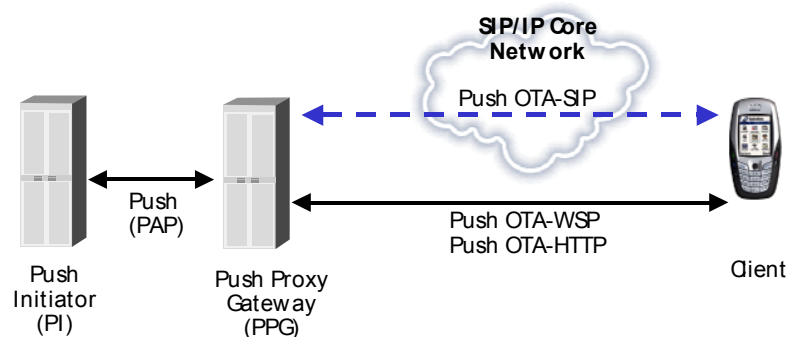 SIP/IP Core
Network
Push OTA-SIP
Push
(PAP)
Push OTA-WSP
Push OTA-HTTP
Push
Initiator
(PI)
Push Proxy
Gateway
(PPG)
Client